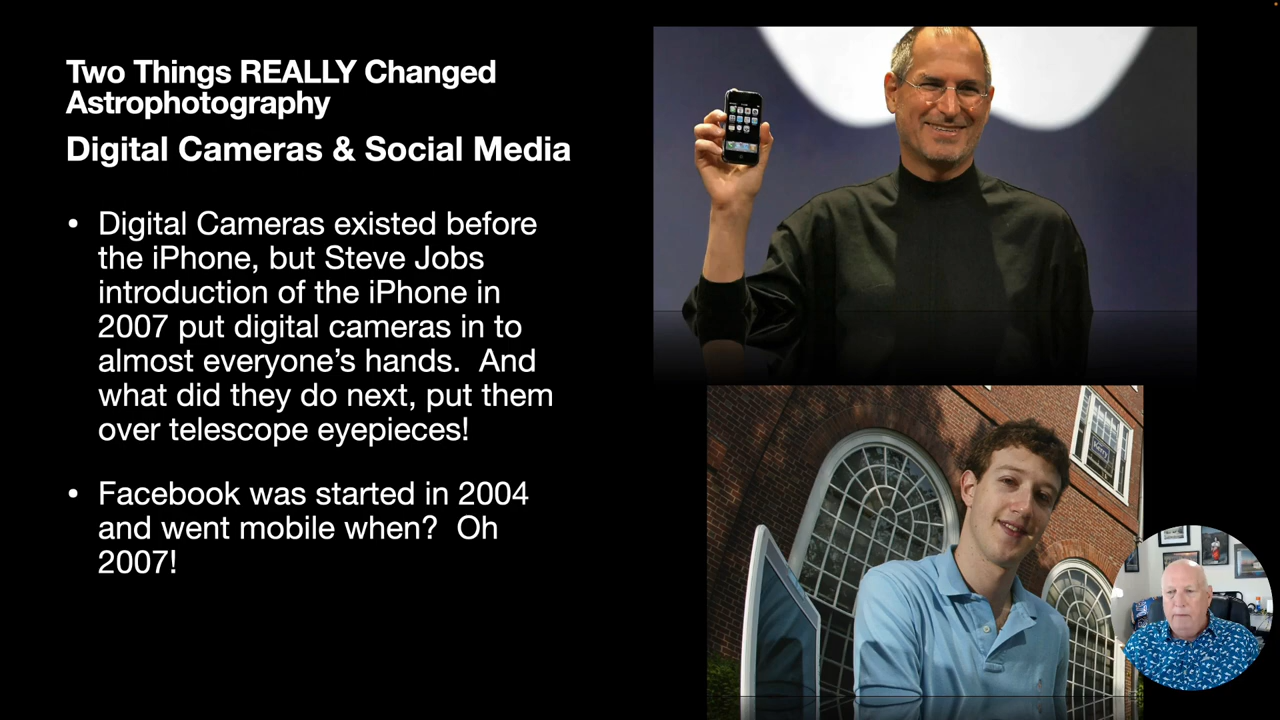 Two Things REALLY Changed
Astrophotography
Digital Cameras & Social Media
• Digital Cameras existed before
the iPhone, but Steve Jobs
introduction of the iPhone in
2007 put digital cameras in to
almost everyone’s hands.  And
what did they do next, put them
over telescope eyepieces!
• Facebook was started in 2004
and went mobile when?  Oh
2007!
Kerry